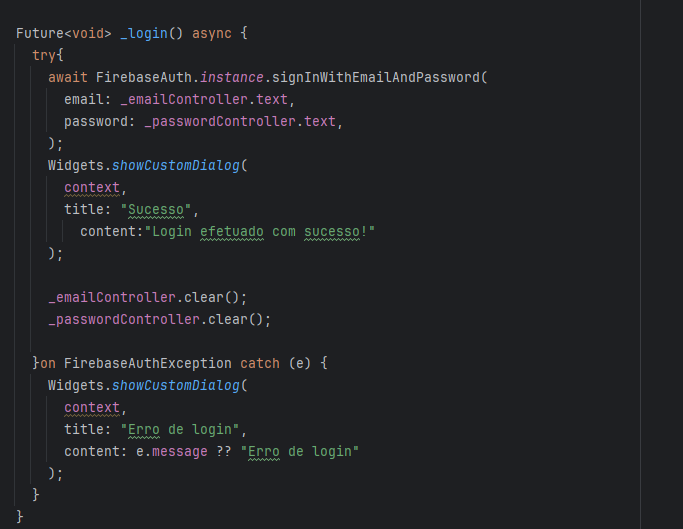 Future<void> _login() async {
try{
await FirebaseAuth.instance.signInWithEmailAndPassword(
email: _emailController.text,
password: _passwordController.text,
);
Widgets.showCustomDialog(
context,
title: "Sucesso",
content:"Login efetuado com sucesso!"
);
_emailController.clear();
_passwordController.clear();
}on FirebaseAuthException catch (e) {
Widgets.showCustomDialog(
context,
title: "Erro de login",
content: e.message ?? "Erro de login"
);
}
}